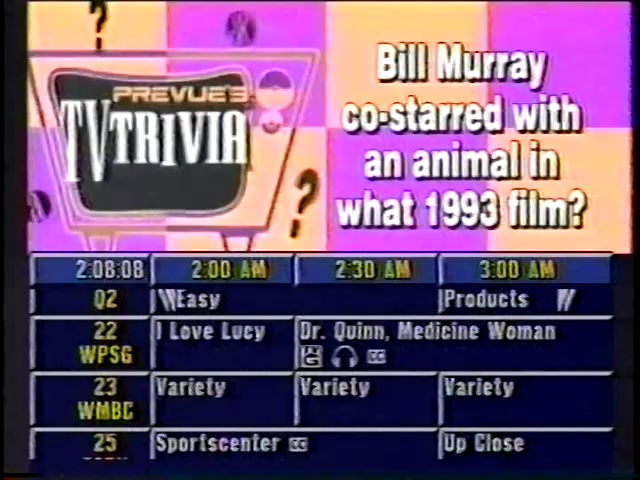 ?
PREVUE'S
TV TRIVIA
?
Bill Murray
co-starred with
an animal in
what 1993 film?
2:08:08 2:00 AM 2:30 AM 3:00 AM
Q2 Easy Products
22 WPSG I Love Lucy Dr. Quinn, Medicine Woman
CC
23 WMBC Variety Variety Variety
25 Sportscenter CC Up Close